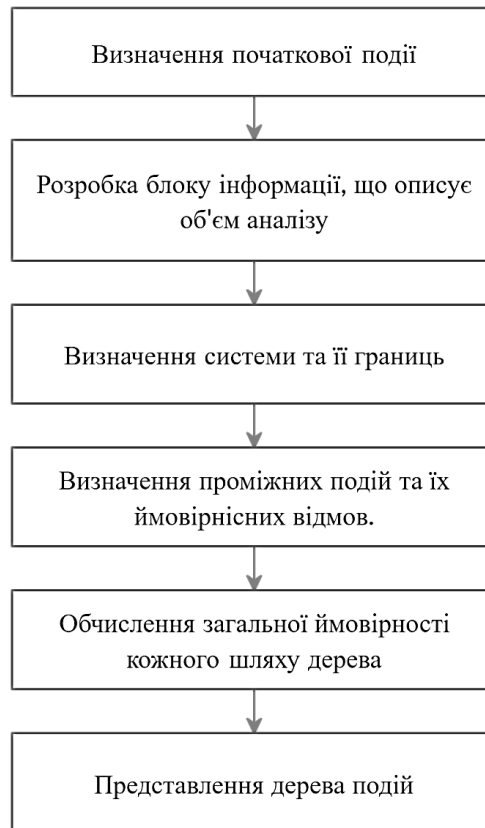 Визначення початкової події
Розробка блоку інформації, що описує
об'єм аналізу
Визначення системи та її границь
Визначення проміжних подій та їх
ймовірнісних відмов.
Обчислення загальної ймовірності
кожного шляху дерева
Представлення дерева подій